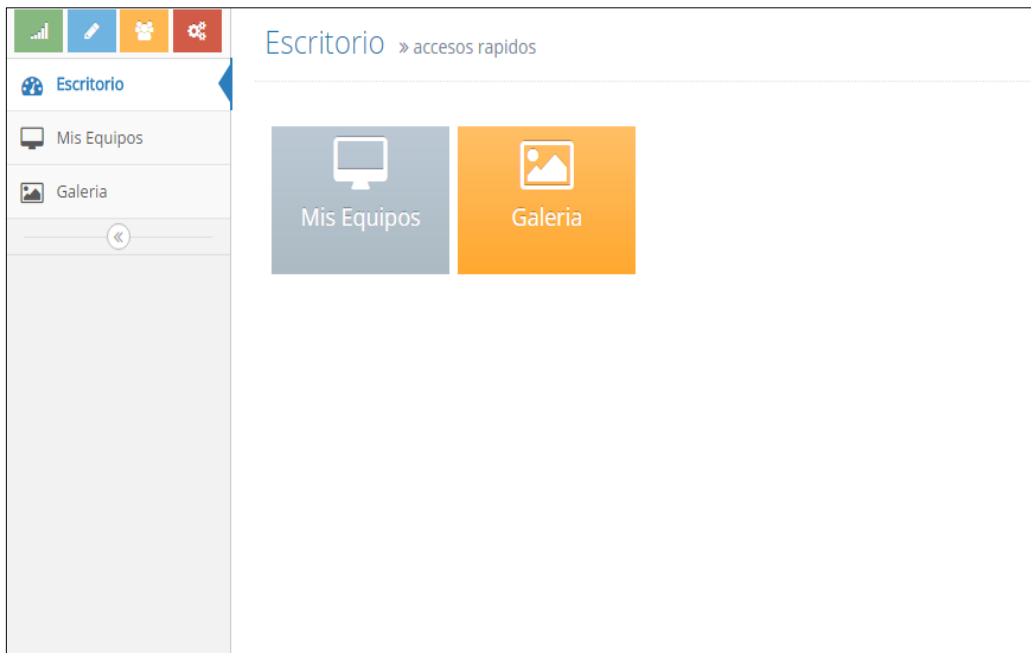 Escritorio
Mis Equipos
Galeria
Escritorio » accesos rapidos
Mis Equipos
Galeria